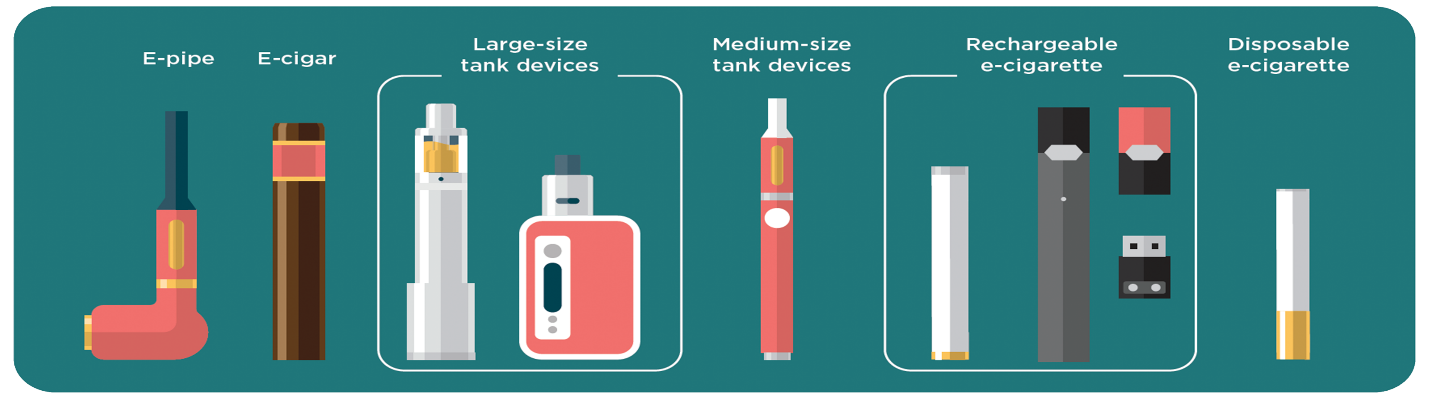 E-pipe
E-cigar
Large-size
tank devices
Medium-size
tank devices
Rechargeable
e-cigarette
Disposable
e-cigarette